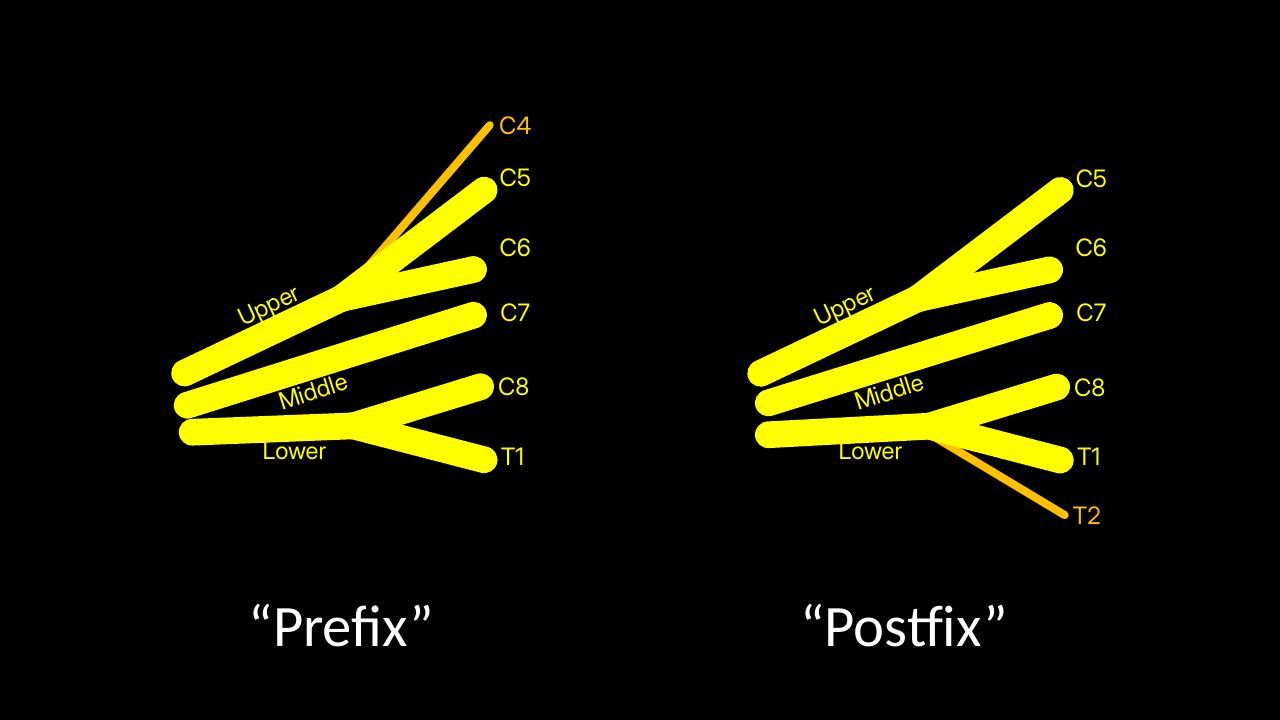 C4
C5
C6
Upper
C7
Middle
C8
Lower
T1
“Prefix”
C5
C6
Upper
C7
Middle
C8
Lower
T1
T2
“Postfix”